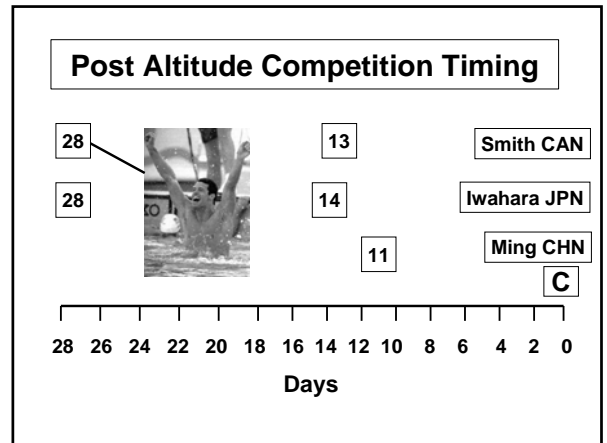 Post Altitude Competition Timing
28 13 Smith CAN
28 14 Iwahara JPN
11 Ming CHN
C
28 26 24 22 20 18 16 14 12 10 8 6 4 2 0
Days